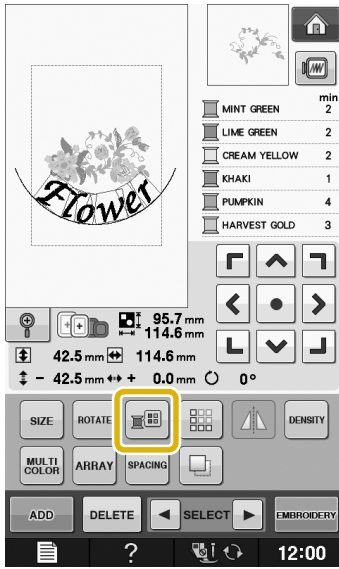 min
MINT GREEN 2
LIME GREEN 2
CREAM YELLOW 2
KHAKI 1
PUMPKIN 4
HARVEST GOLD 3
Flower
95.7 mm
114.6 mm
42.5 mm 114.6 mm
- 42.5 mm + 0.0 mm 0°
SIZE ROTATE DENSITY
MULTI COLOR ARRAY SPACING
ADD DELETE SELECT EMBROIDERY
? 12:00